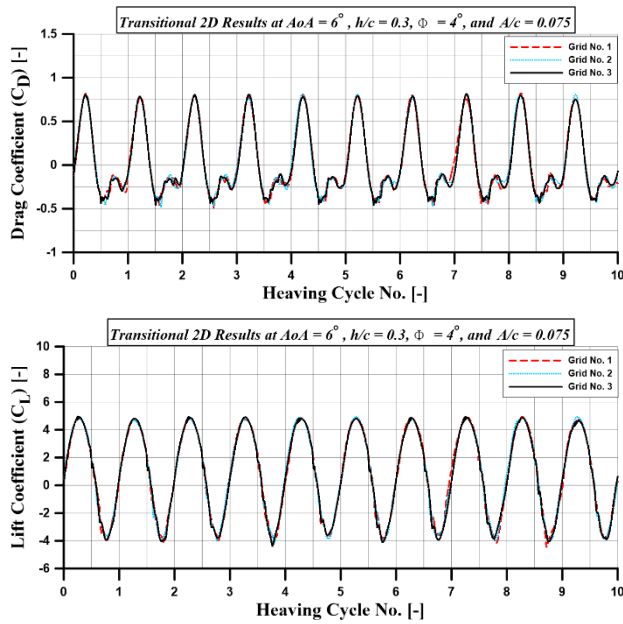 Transitional 2D Results at AoA = 6°, h/c = 0.3, Φ = 4°, and A/c = 0.075
Drag Coefficient (C_D) [-]
1.5
1
0.5
0
-0.5
-1
Grid No. 1
Grid No. 2
Grid No. 3
0 1 2 3 4 5 6 7 8 9 10
Heaving Cycle No. [-]
Transitional 2D Results at AoA = 6°, h/c = 0.3, Φ = 4°, and A/c = 0.075
Lift Coefficient (C_L) [-]
10
8
6
4
2
0
-2
-4
-6
Grid No. 1
Grid No. 2
Grid No. 3
0 1 2 3 4 5 6 7 8 9 10
Heaving Cycle No. [-]